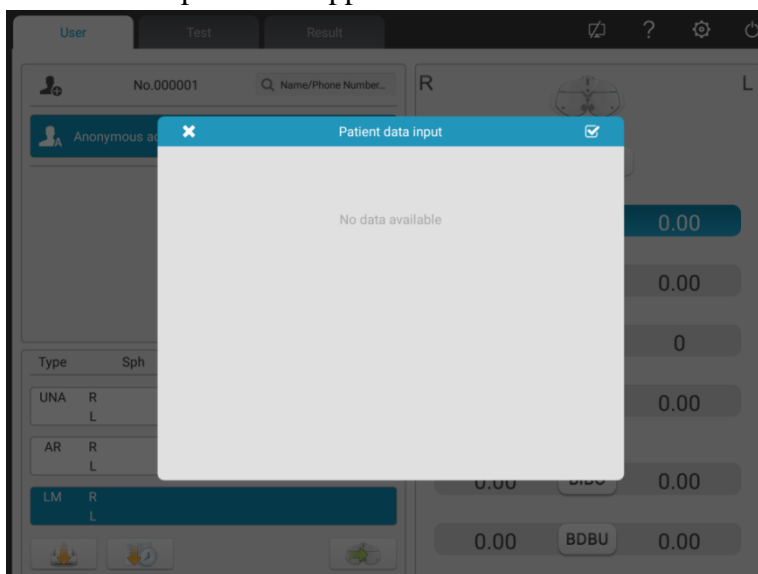 User Test Result ?
No.000001 Name/Phone Number... R L
Anonymous ac
Patient data input
No data available
0.00
0.00
0
Type Sph
UNA R 0.00
L
AR R
L
0.00 BIBU 0.00
LM R
L
0.00 BDBU 0.00